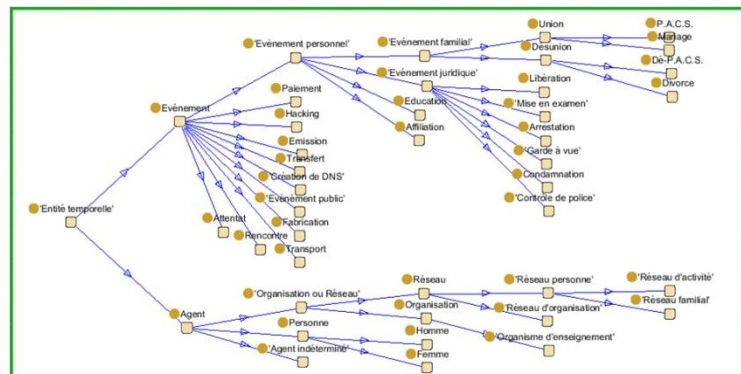 'Entité temporelle'
Evènement
'Evènement personnel'
'Evènement familial'
Union
P.A.C.S.
Mariage
Désunion
Dé-P.A.C.S.
Divorce
'Evènement juridique'
Libération
'Mise en examen'
Arrestation
'Garde à vue'
Condamnation
'Controle de police'
Education
Affiliation
Paiement
Hacking
Emission
Transfert
'Création de DNS'
'Evènement public'
Fabrication
Transport
Rencontre
Attentat
Agent
'Organisation ou Réseau'
Réseau
'Réseau personne'
'Réseau d'activité'
'Réseau familial'
'Réseau d'organisation'
Organisation
'Organisme d'enseignement'
Personne
Homme
Femme
'Agent indéterminé'